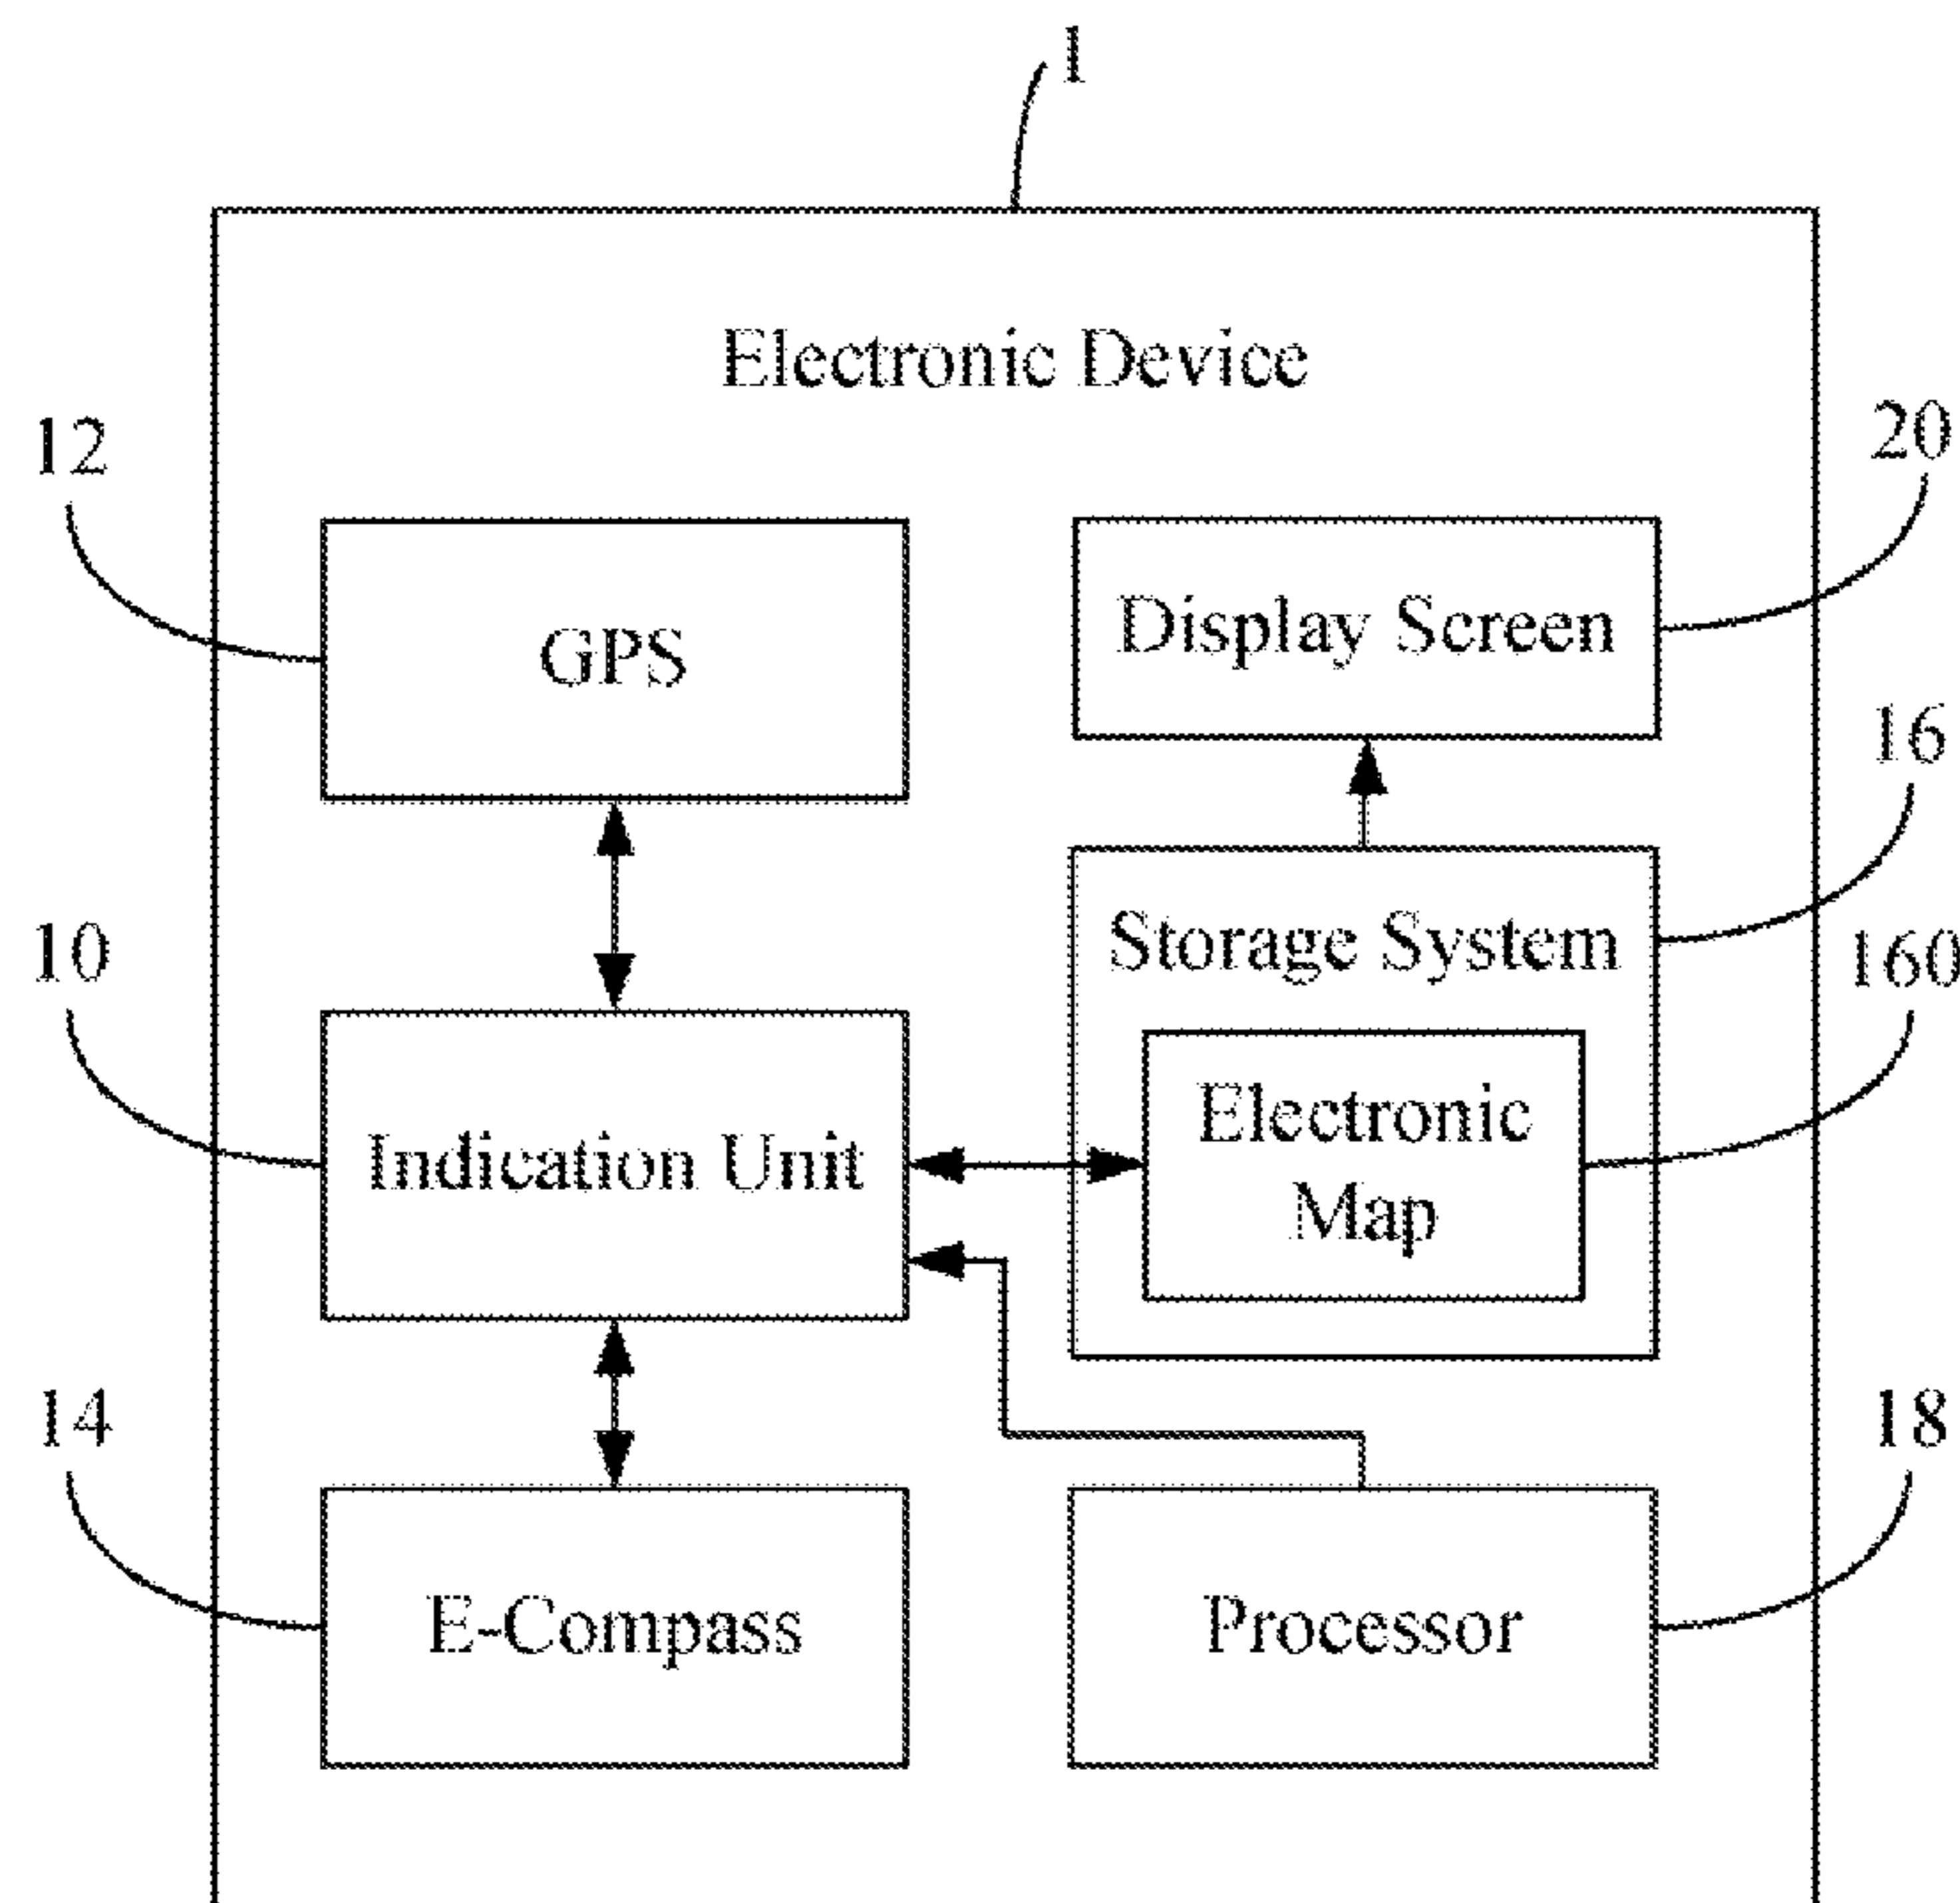 1
Electronic Device
12
20
GPS
Display Screen
16
10
Storage System
160
Electronic
Map
Indication Unit
14
18
E-Compass
Processor